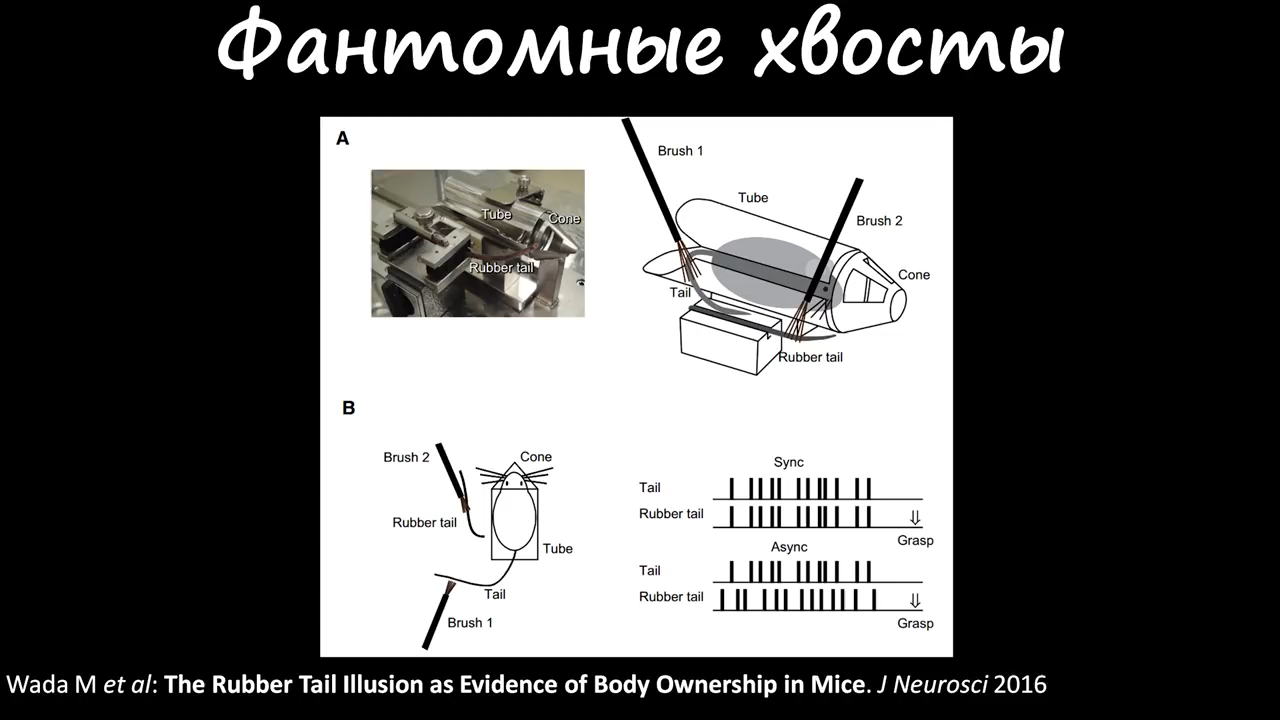 Фантомные хвосты
A
Tube
Cone
Rubber tail
Brush 1
Tube
Brush 2
Cone
Tail
Rubber tail
B
Brush 2
Cone
Rubber tail
Tube
Tail
Brush 1
Sync
Tail
Rubber tail
Grasp
Async
Tail
Rubber tail
Grasp
Wada M et al: The Rubber Tail Illusion as Evidence of Body Ownership in Mice. J Neurosci 2016